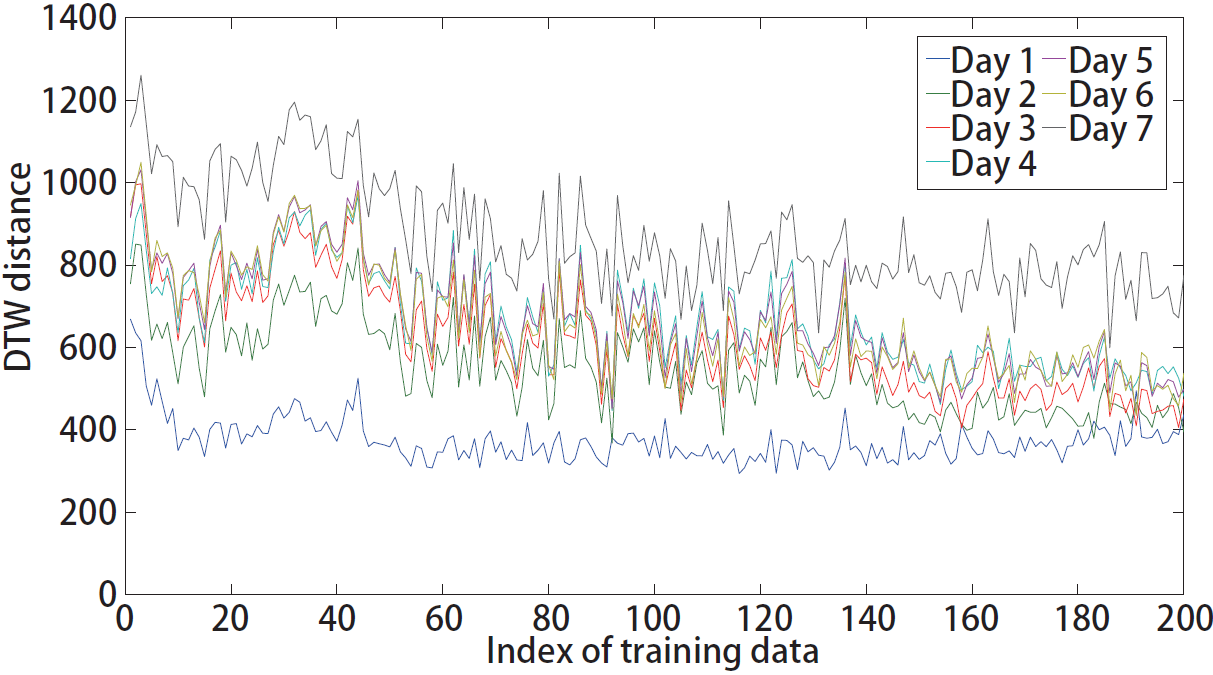 1400
1200
1000
800
600
400
200
0
DTW distance
Day 1 Day 5
Day 2 Day 6
Day 3 Day 7
Day 4
0 20 40 60 80 100 120 140 160 180 200
Index of training data